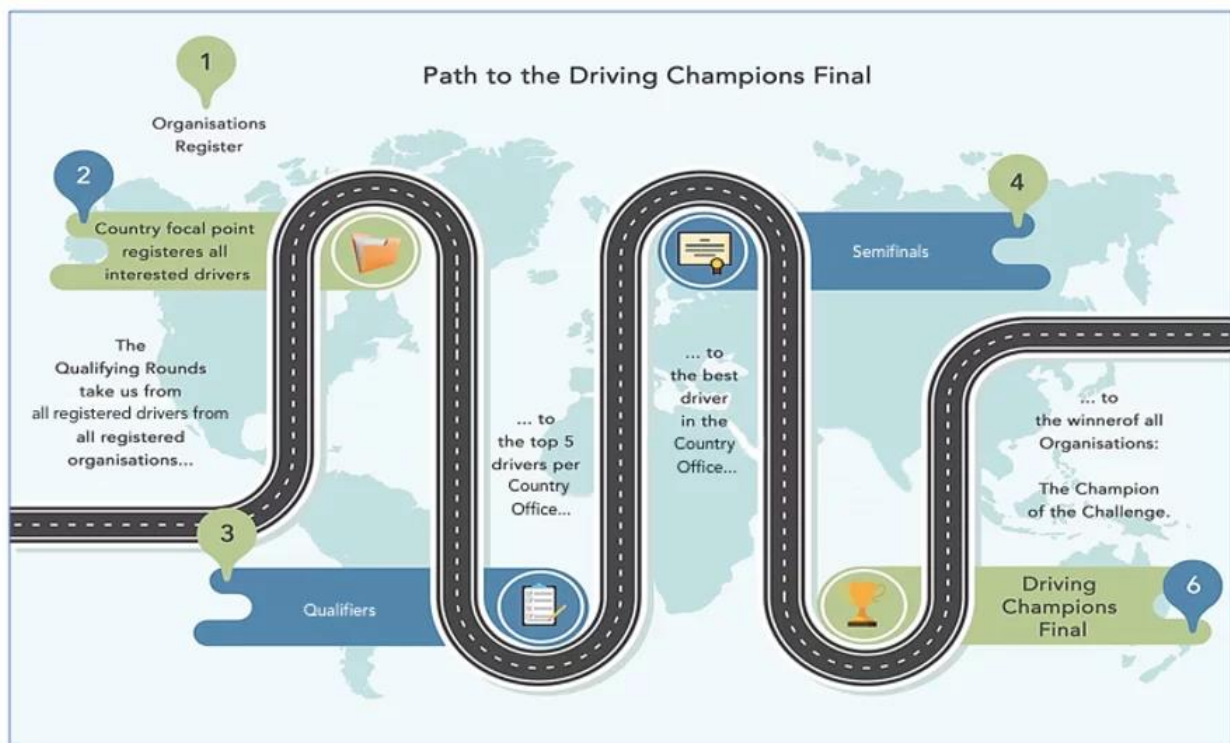 Path to the Driving Champions Final
1
Organisations
Register
2
Country focal point
registeres all
interested drivers
The
Qualifying Rounds
take us from
all registered drivers from
all registered
organisations...
3
Qualifiers
... to
the top 5
drivers per
Country
Office...
4
Semifinals
... to
the best
driver
in the
Country
Office...
... to
the winnerof all
Organisations:
The Champion
of the Challenge.
6
Driving
Champions
Final